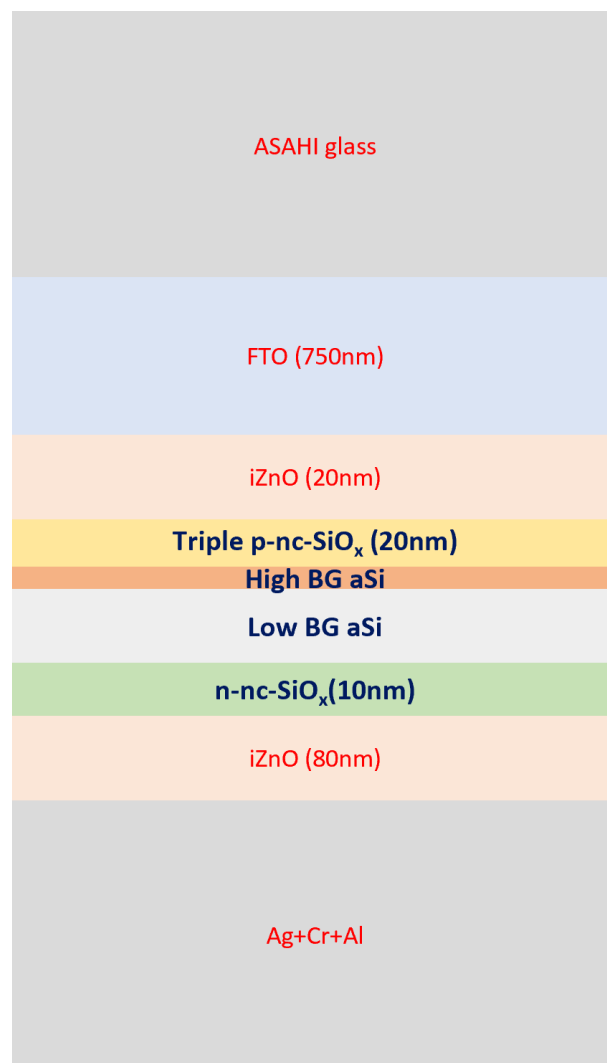 ASAHI glass
FTO (750nm)
iZnO (20nm)
Triple p-nc-SiOₓ (20nm)
High BG aSi
Low BG aSi
n-nc-SiOₓ(10nm)
iZnO (80nm)
Ag+Cr+Al